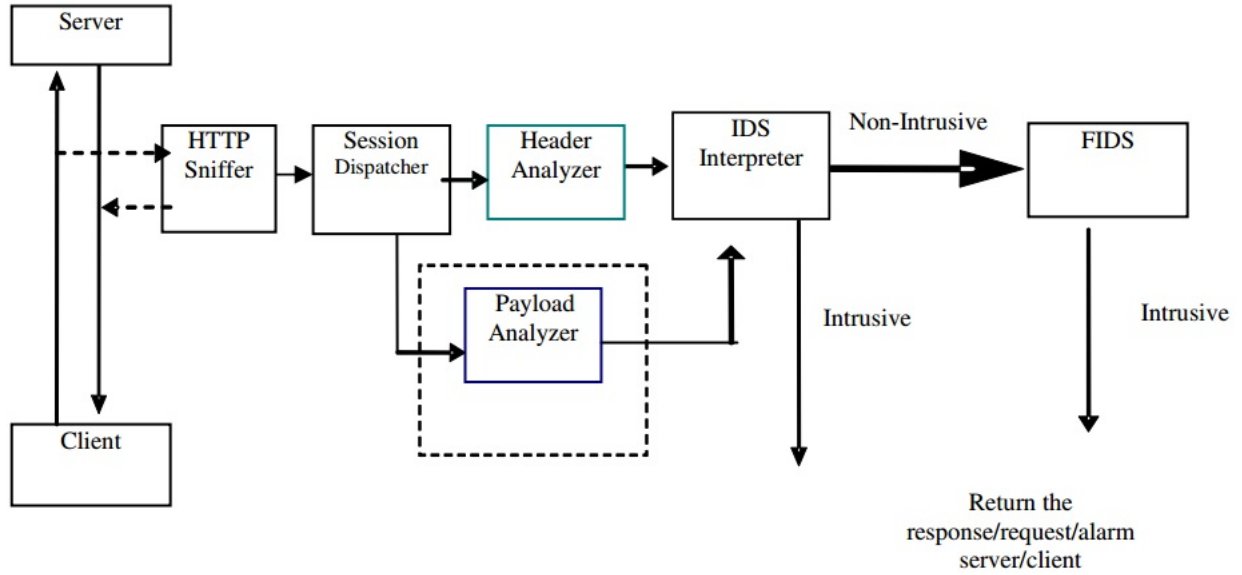 Server
HTTP
Sniffer
Session
Dispatcher
Header
Analyzer
IDS
Interpreter
Non-Intrusive
FIDS
Payload
Analyzer
Intrusive
Intrusive
Client
Return the
response/request/alarm
server/client